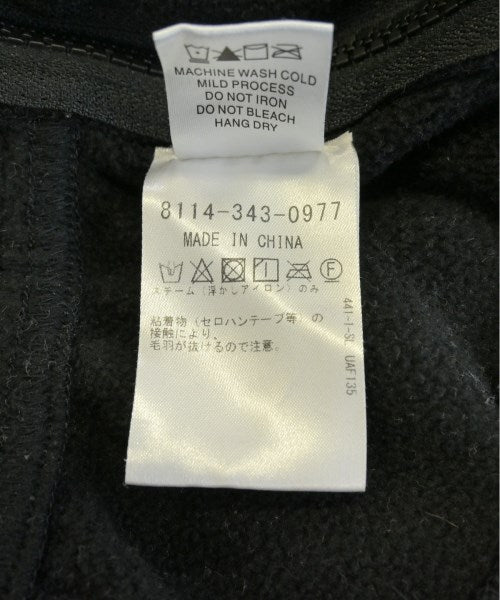 MACHINE WASH COLD
MILD PROCESS
DO NOT IRON
DO NOT BLEACH
HANG DRY
8114-343-0977
MADE IN CHINA
スチーム (浮かしアイロン) のみ
粘着物 (セロハンテープ等) の
接触により、
毛羽が抜けるので注意。
UAF135